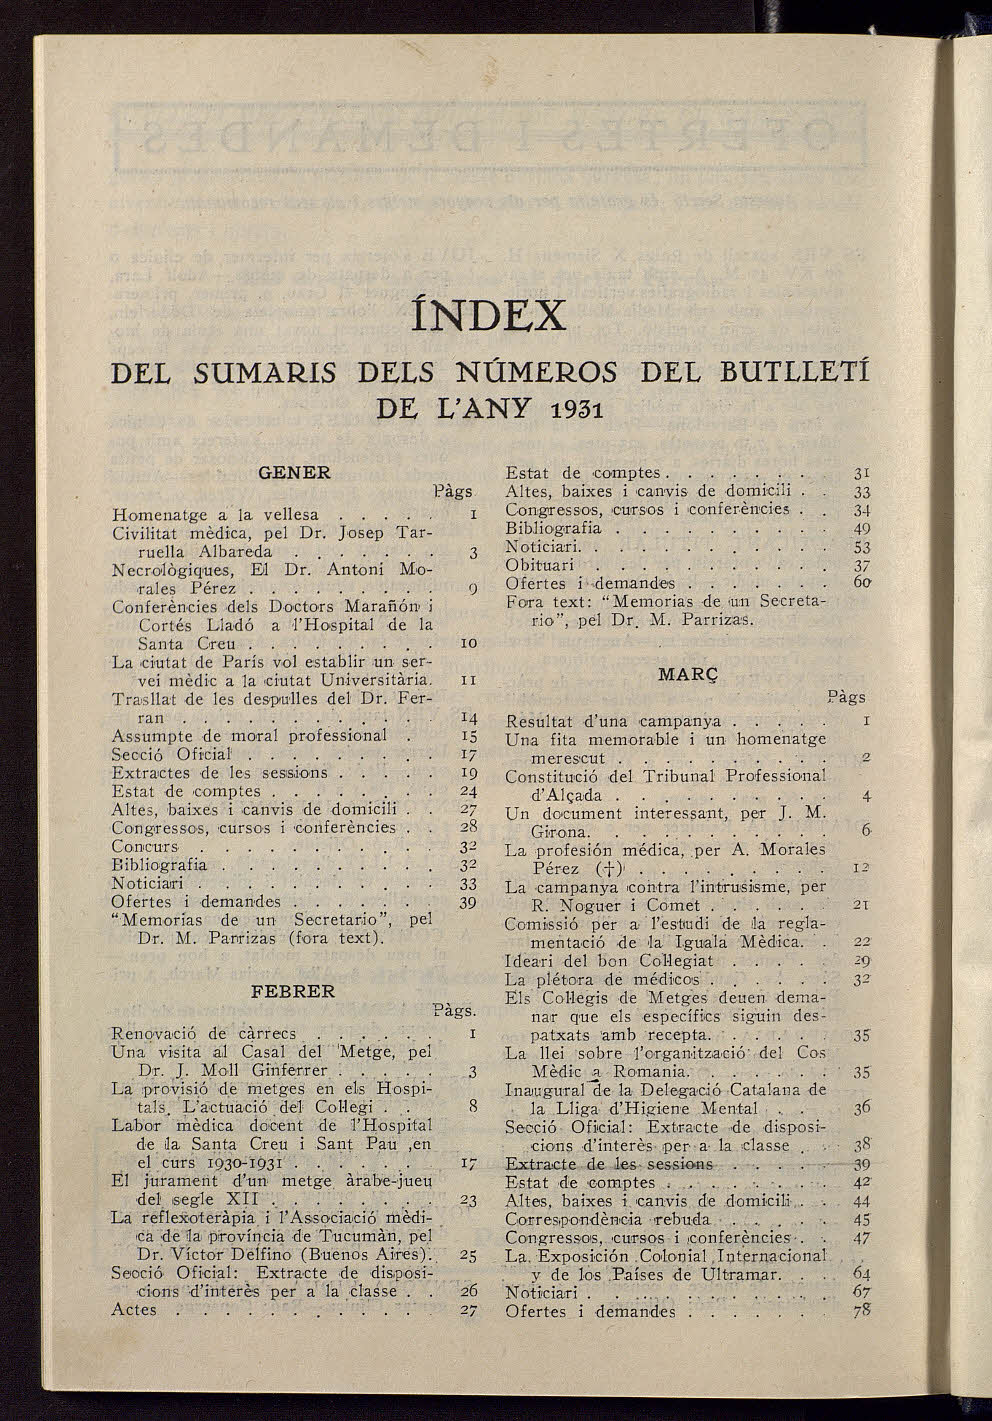 ÍNDEX
DEL SUMARIS DELS NÚMEROS DEL BUTLLETÍ
DE L'ANY 1931
GENER
Pàgs
Homenatge a la vellesa . . . . . 1
Civilitat mèdica, pel Dr. Josep Tar-
ruella Albareda . . . . . . . 3
Necrològiques, El Dr. Antoni Mo-
rales Pérez . . . . . . . . . 9
Conferències dels Doctors Marañón i
Cortés Lladó a l'Hospital de la
Santa Creu . . . . . . . . . 10
La ciutat de París vol establir un ser-
vei mèdic a la ciutat Universitària. 11
Trasllat de les despulles del Dr. Fer-
ran . . . . . . . . . . . . 14
Assumpte de moral professional . 15
Secció Oficial . . . . . . . . . 17
Extractes de les sessions . . . . . 19
Estat de comptes . . . . . . . . 24
Altes, baixes i canvis de domicili . . 27
Congressos, cursos i conferències . . 28
Concurs . . . . . . . . . . . 32
Bibliografia . . . . . . . . . . 32
Noticiari . . . . . . . . . . . 33
Ofertes i demandes . . . . . . . 39
"Memorías de un Secretario", pel
Dr. M. Parrizas (fora text).
FEBRER
Pàgs.
Renovació de càrrecs . . . . . . 1
Una visita al Casal del Metge, pel
Dr. J. Moll Ginferrer . . . . . 3
La provisió de metges en els Hospi-
tals. L'actuació del Col·legi . . 8
Labor mèdica docent de l'Hospital
de la Santa Creu i Sant Pau ,en
el curs 1930-1931 . . . . . . 17
El jurament d'un metge àrabe-jueu
del segle XII . . . . . . . . 23
La reflexoteràpia i l'Associació mèdi-
ca de la província de Tucumàn, pel
Dr. Víctor Delfino (Buenos Aires). 25
Secció Oficial: Extracte de disposi-
cions d'interès per a la classe . . 26
Actes . . . . . . . . . . . . 27
Estat de comptes . . . . . . . . 31
Altes, baixes i canvis de domicili . . 33
Congressos, cursos i conferències . . 34
Bibliografia . . . . . . . . . . 49
Noticiari. . . . . . . . . . . . 53
Obituari . . . . . . . . . . . 37
Ofertes i demandes . . . . . . . 60
Fora text: "Memorias de un Secreta-
rio", pel Dr. M. Parrizas.
MARÇ
Pàgs
Resultat d'una campanya . . . . . 1
Una fita memorable i un homenatge
merescut . . . . . . . . . . 2
Constitució del Tribunal Professional
d'Alçada . . . . . . . . . . 4
Un document interessant, per J. M.
Girona. . . . . . . . . . . 6
La profesión médica, per A. Morales
Pérez (†) . . . . . . . . . 12
La campanya contra l'intrusisme, per
R. Noguer i Comet . . . . . . 21
Comissió per a l'estudi de la regla-
mentació de la Iguala Mèdica. . 22
Ideari del bon Col·legiat . . . . . 29
La plétora de médicos . . . . . . 32
Els Col·legis de Metges deuen dema-
nar que els específics siguin des-
patxats amb recepta. . . . . . 35
La llei sobre l'organització del Cos
Mèdic a Romania. . . . . . . 35
Inaugural de la Delegació Catalana de
la Lliga d'Higiene Mental . . . 36
Secció Oficial: Extracte de disposi-
cions d'interès per a la classe . . 38
Extracte de les sessions . . . . . 39
Estat de comptes . . . . . . . . 42
Altes, baixes i canvis de domicili . . 44
Correspondència rebuda . . . . . 45
Congressos, cursos i conferències . . 47
La Exposición Colonial Internacional
y de los Países de Ultramar. . . 64
Noticiari . . . . . . . . . . . 67
Ofertes i demandes . . . . . . . 78